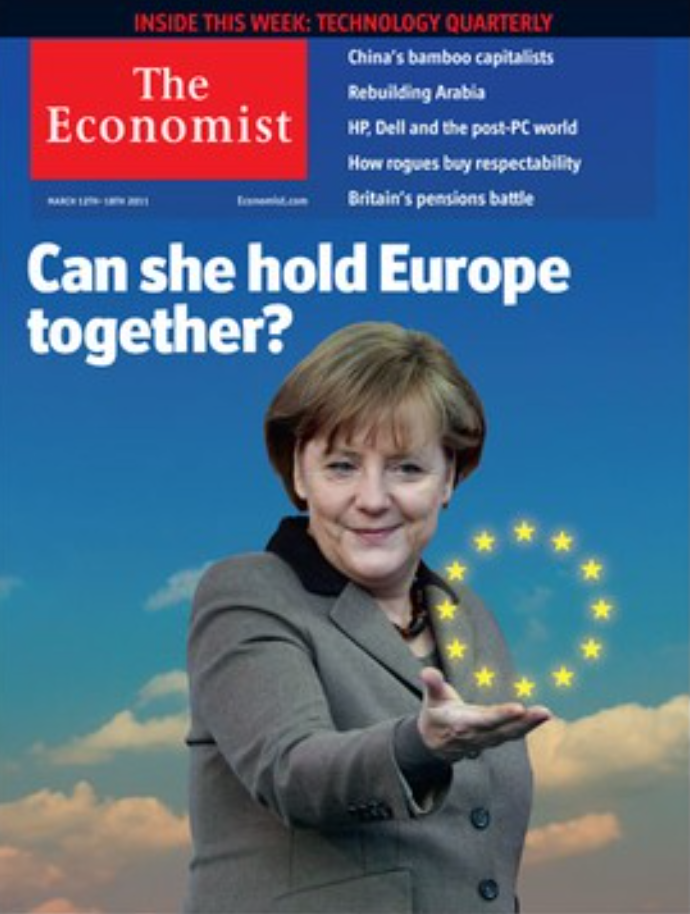 INSIDE THIS WEEK: TECHNOLOGY QUARTERLY
The
Economist
MARCH 12TH–18TH 2011
Economist.com
China's bamboo capitalists
Rebuilding Arabia
HP, Dell and the post-PC world
How rogues buy respectability
Britain's pensions battle
Can she hold Europe
together?